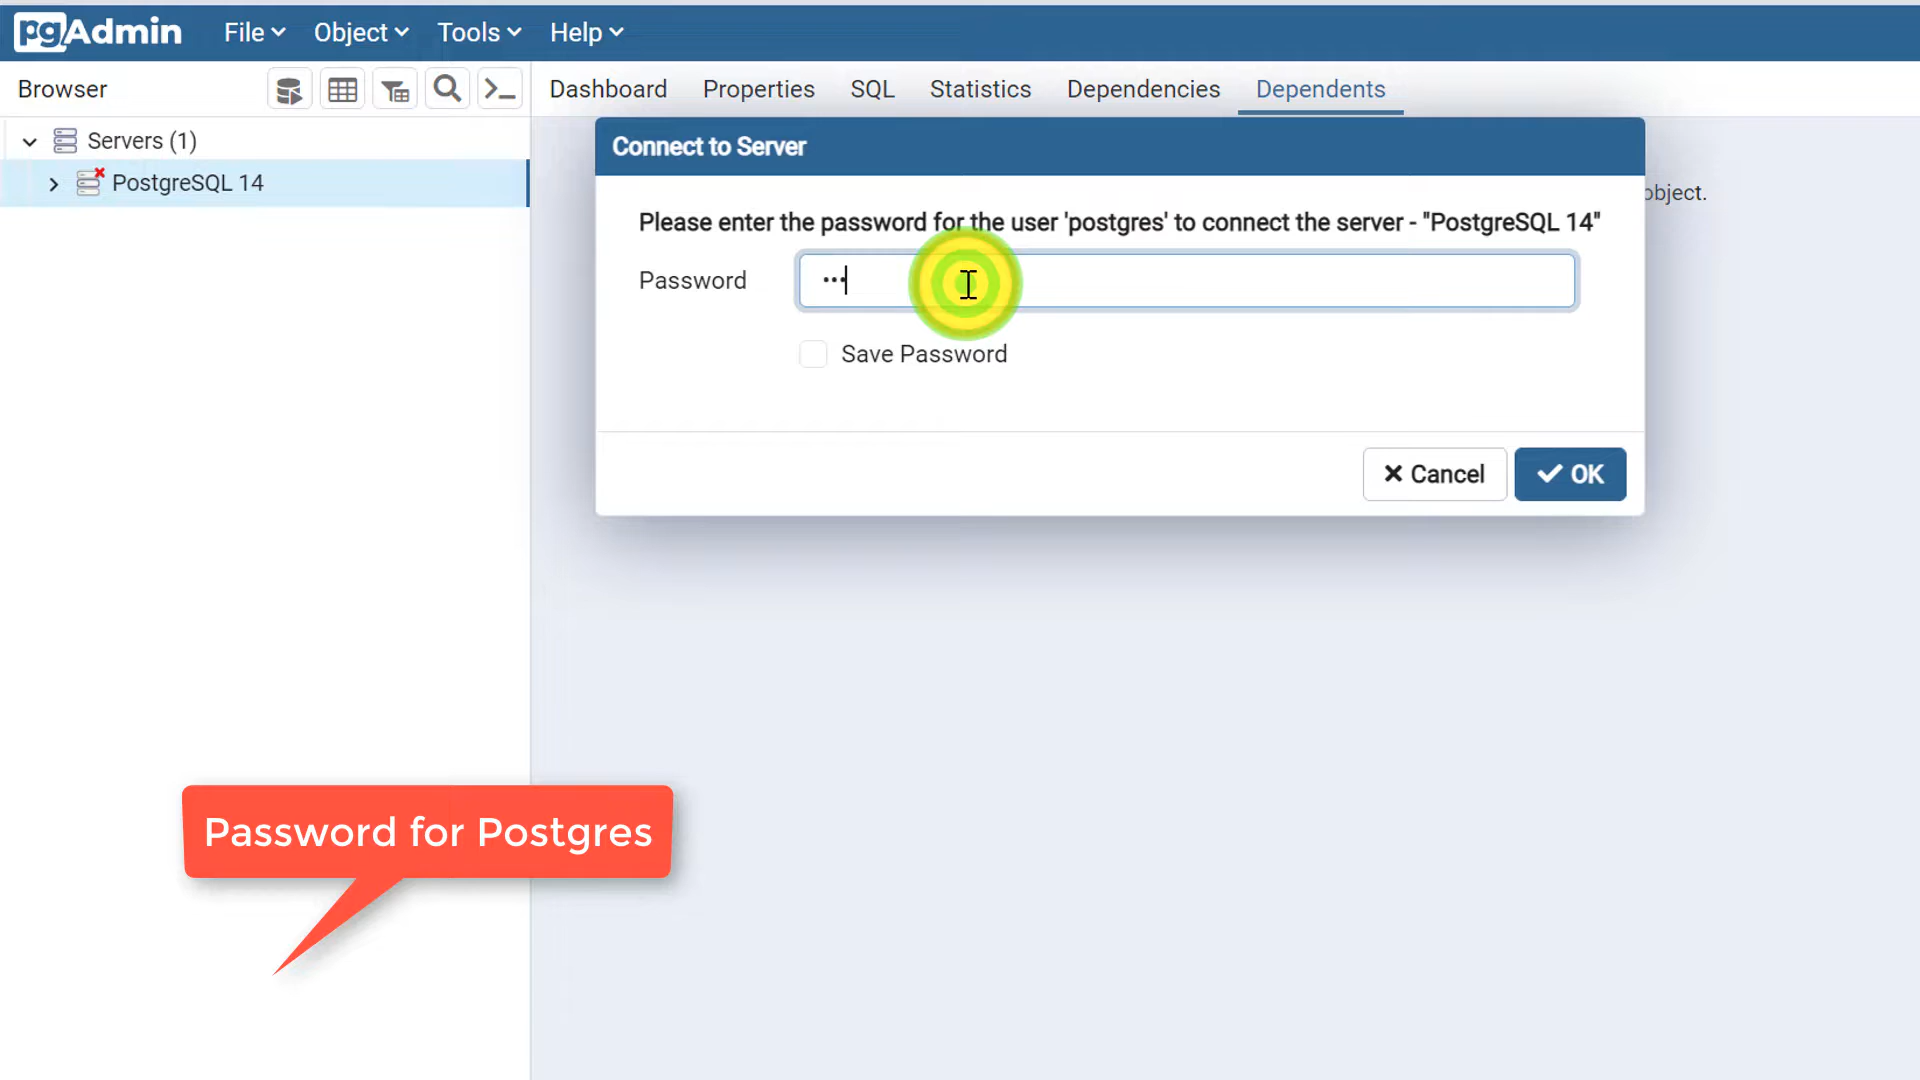 pgAdmin File Object Tools Help
Browser
Dashboard Properties SQL Statistics Dependencies Dependents
Servers (1)
PostgreSQL 14
Connect to Server
object.
Please enter the password for the user 'postgres' to connect the server - "PostgreSQL 14"
Password
Save Password
Cancel OK
Password for Postgres